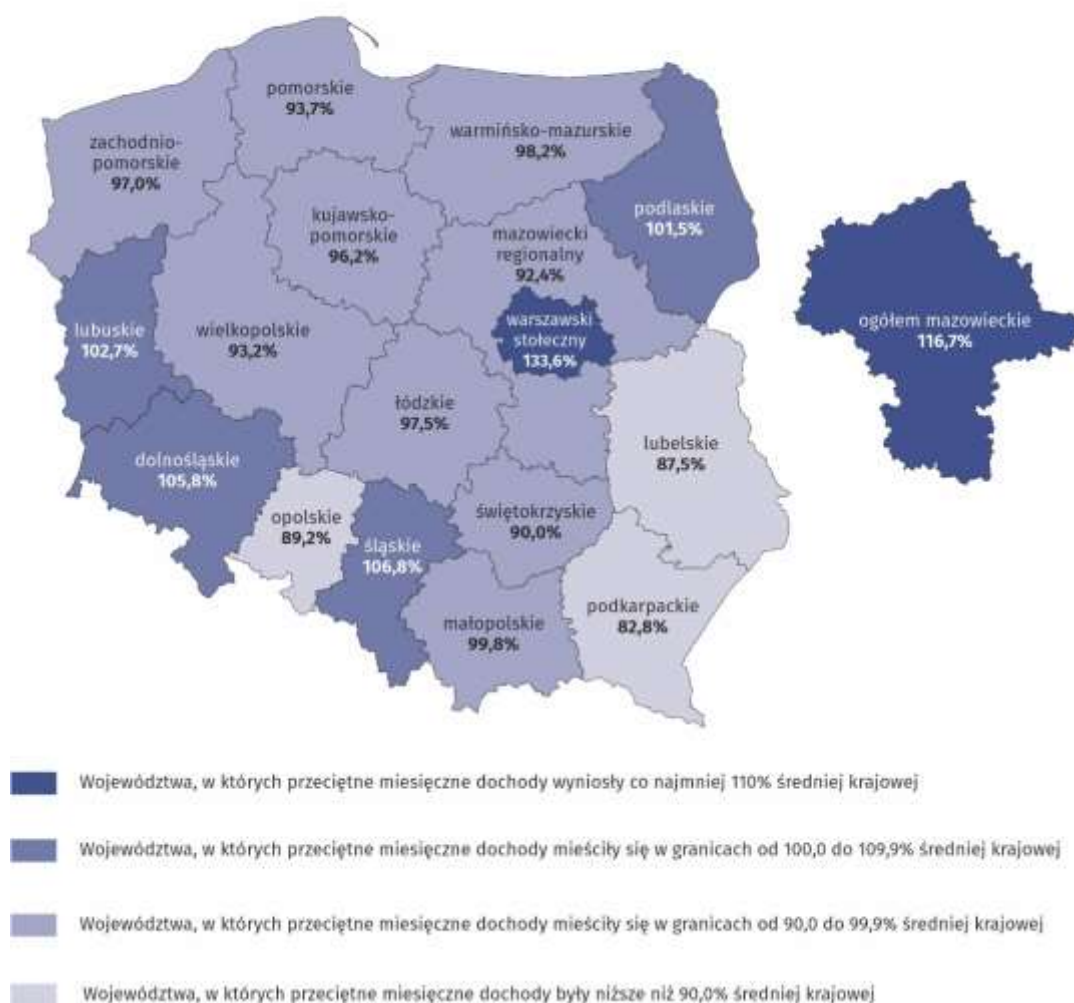 pomorskie
93,7%
warmińsko-mazurskie
98,2%
zachodnio-
pomorskie
97,0%
kujawsko-
pomorskie
96,2%
podlaskie
101,5%
mazowiecki
regionalny
92,4%
lubuskie
102,7%
wielkopolskie
93,2%
warszawski
stołeczny
133,6%
ogółem mazowieckie
116,7%
łódzkie
97,5%
lubelskie
87,5%
dolnośląskie
105,8%
opolskie
89,2%
śląskie
106,8%
świętokrzyskie
90,0%
małopolskie
99,8%
podkarpackie
82,8%
Województwa, w których przeciętne miesięczne dochody wyniosły co najmniej 110% średniej krajowej
Województwa, w których przeciętne miesięczne dochody mieściły się w granicach od 100,0 do 109,9% średniej krajowej
Województwa, w których przeciętne miesięczne dochody mieściły się w granicach od 90,0 do 99,9% średniej krajowej
Województwa, w których przeciętne miesięczne dochody były niższe niż 90,0% średniej krajowej